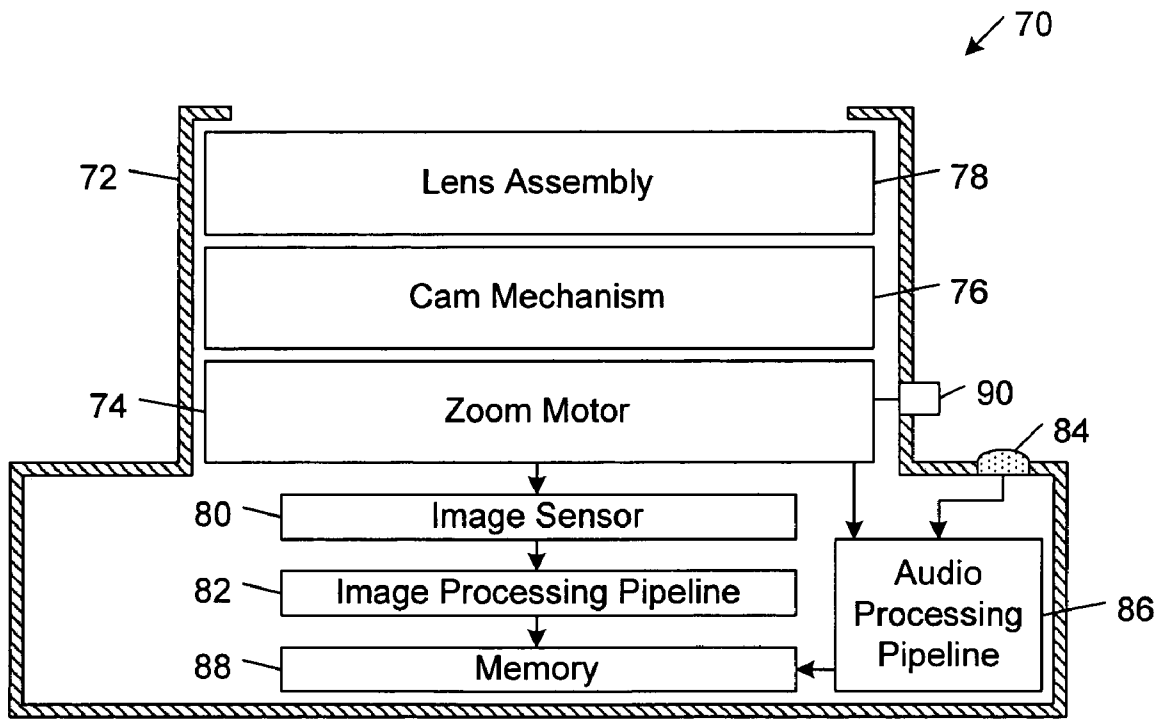 70
72
Lens Assembly
78
Cam Mechanism
76
74
Zoom Motor
90
84
80
Image Sensor
82
Image Processing Pipeline
Audio
Processing
Pipeline
86
88
Memory